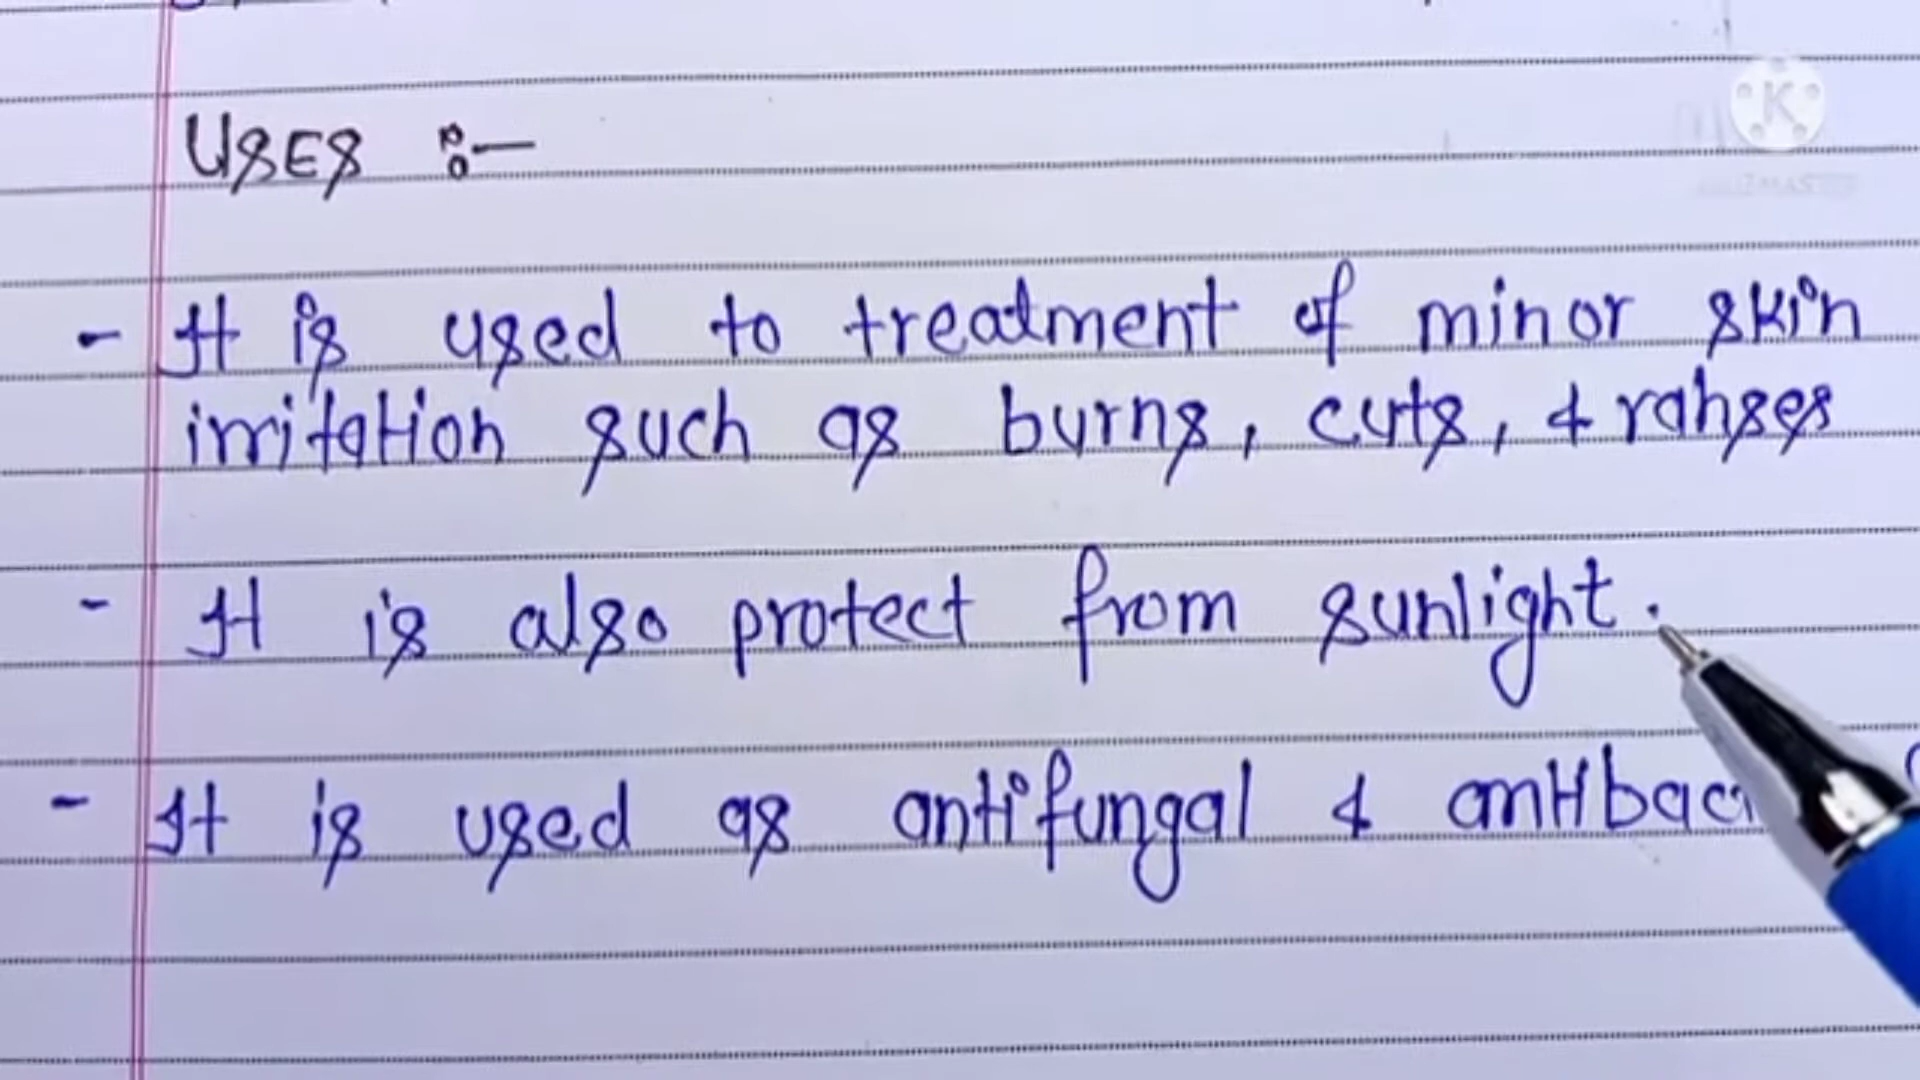 USES :-
- It is used to treatment of minor skin
irritation such as burns, cuts, & rahses
- It is also protect from sunlight.
- It is used as antifungal & antibac
K